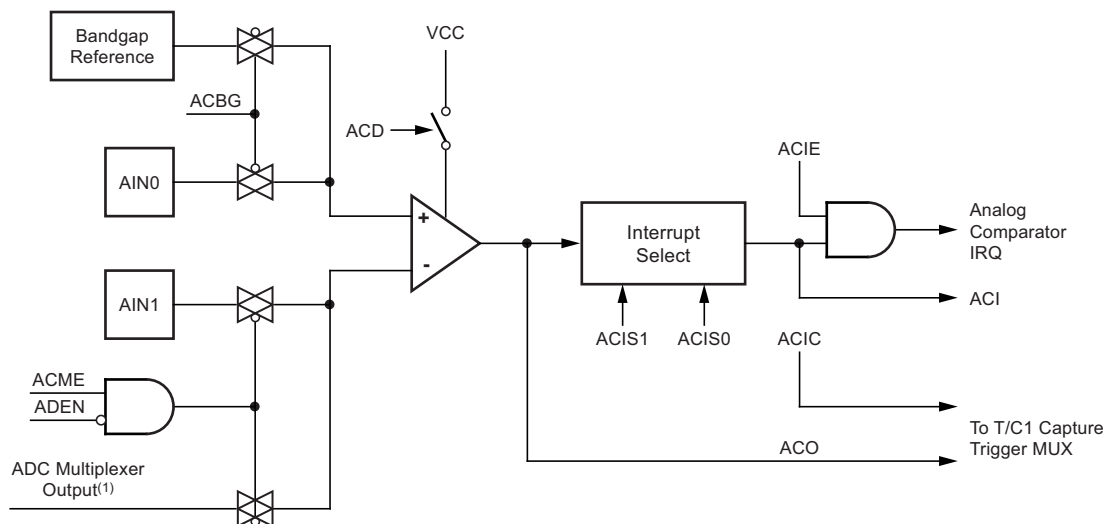 Bandgap
Reference
VCC
ACBG
ACD
ACIE
AIN0
+
Analog
Comparator
IRQ
Interrupt
Select
-
AIN1
ACI
ACIS1
ACIS0
ACIC
ACME
ADEN
To T/C1 Capture
Trigger MUX
ACO
ADC Multiplexer
Output(1)